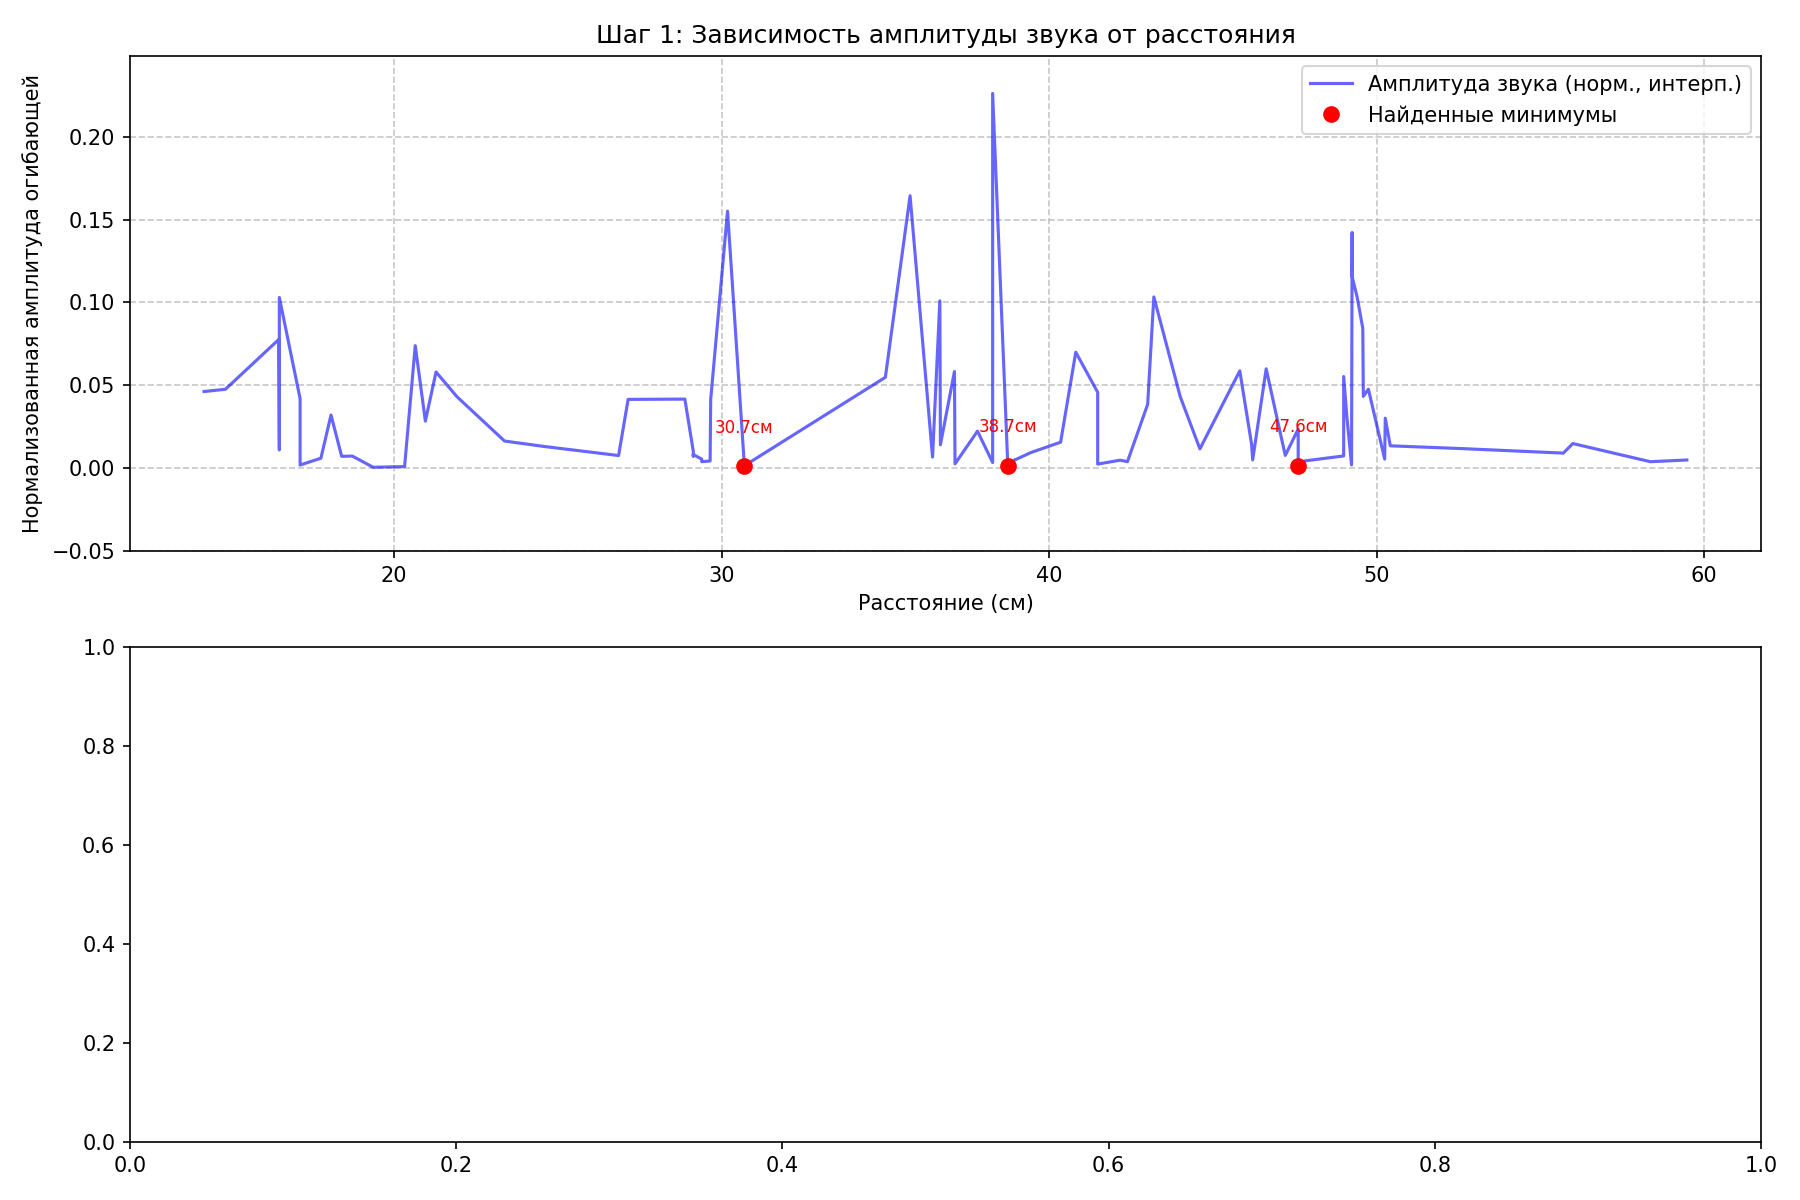 Шаг 1: Зависимость амплитуды звука от расстояния
Нормализованная амплитуда огибающей
Амплитуда звука (норм., интерп.)
Найденные минимумы
0.20
0.15
0.10
0.05
0.00
−0.05
30.7см
38.7см
47.6см
20 30 40 50 60
Расстояние (см)
1.0
0.8
0.6
0.4
0.2
0.0
0.0 0.2 0.4 0.6 0.8 1.0